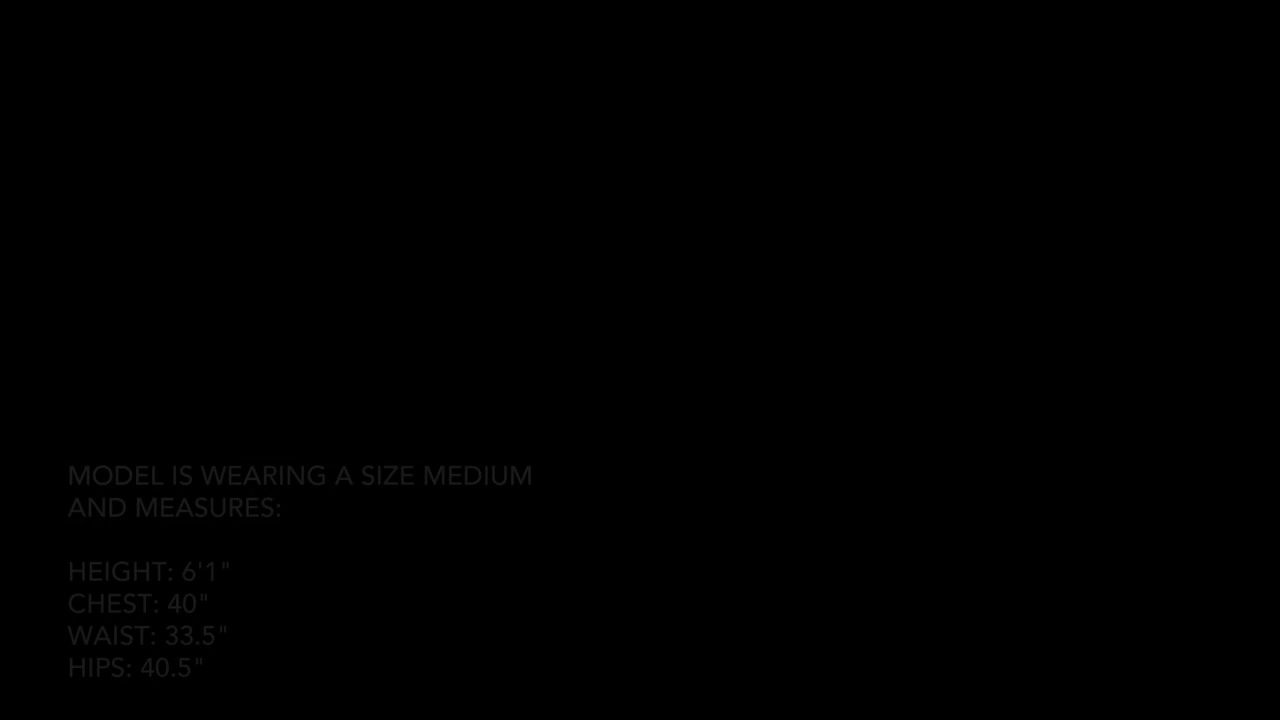 MODEL IS WEARING A SIZE MEDIUM
AND MEASURES:
HEIGHT: 6'1"
CHEST: 40"
WAIST: 33.5"
HIPS: 40.5"